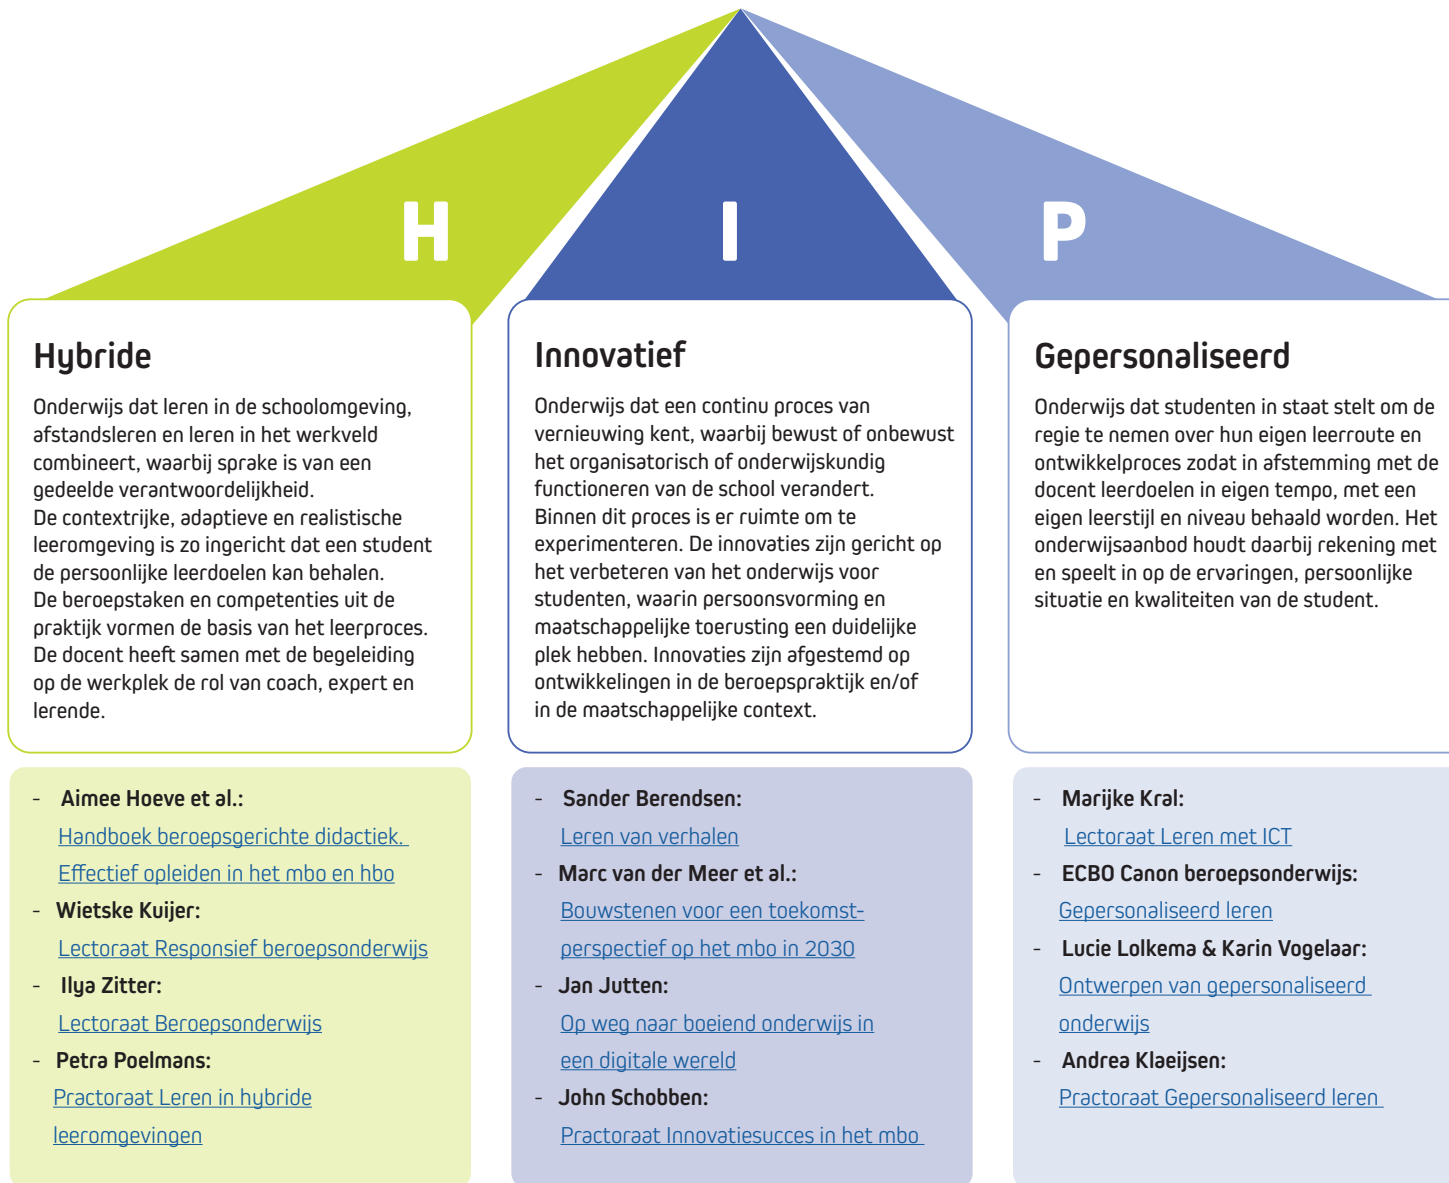 H
I
P
Hybride
Onderwijs dat leren in de schoolomgeving,
afstandsleren en leren in het werkveld
combineert, waarbij sprake is van een
gedeelde verantwoordelijkheid.
De contextrijke, adaptieve en realistische
leeromgeving is zo ingericht dat een student
de persoonlijke leerdoelen kan behalen.
De beroepstaken en competenties uit de
praktijk vormen de basis van het leerproces.
De docent heeft samen met de begeleiding
op de werkplek de rol van coach, expert en
lerende.
Innovatief
Onderwijs dat een continu proces van
vernieuwing kent, waarbij bewust of onbewust
het organisatorisch of onderwijskundig
functioneren van de school verandert.
Binnen dit proces is er ruimte om te
experimenteren. De innovaties zijn gericht op
het verbeteren van het onderwijs voor
studenten, waarin persoonsvorming en
maatschappelijke toerusting een duidelijke
plek hebben. Innovaties zijn afgestemd op
ontwikkelingen in de beroepspraktijk en/of
in de maatschappelijke context.
Gepersonaliseerd
Onderwijs dat studenten in staat stelt om de
regie te nemen over hun eigen leerroute en
ontwikkelproces zodat in afstemming met de
docent leerdoelen in eigen tempo, met een
eigen leerstijl en niveau behaald worden. Het
onderwijsaanbod houdt daarbij rekening met
en speelt in op de ervaringen, persoonlijke
situatie en kwaliteiten van de student.
- Aimee Hoeve et al.:
Handboek beroepsgerichte didactiek.
Effectief opleiden in het mbo en hbo
- Wietske Kuijer:
Lectoraat Responsief beroepsonderwijs
- Ilya Zitter:
Lectoraat Beroepsonderwijs
- Petra Poelmans:
Practoraat Leren in hybride
leeromgevingen
- Sander Berendsen:
Leren van verhalen
- Marc van der Meer et al.:
Bouwstenen voor een toekomst-
perspectief op het mbo in 2030
- Jan Jutten:
Op weg naar boeiend onderwijs in
een digitale wereld
- John Schobben:
Practoraat Innovatiesucces in het mbo
- Marijke Kral:
Lectoraat Leren met ICT
- ECBO Canon beroepsonderwijs:
Gepersonaliseerd leren
- Lucie Lolkema & Karin Vogelaar:
Ontwerpen van gepersonaliseerd
onderwijs
- Andrea Klaeijsen:
Practoraat Gepersonaliseerd leren